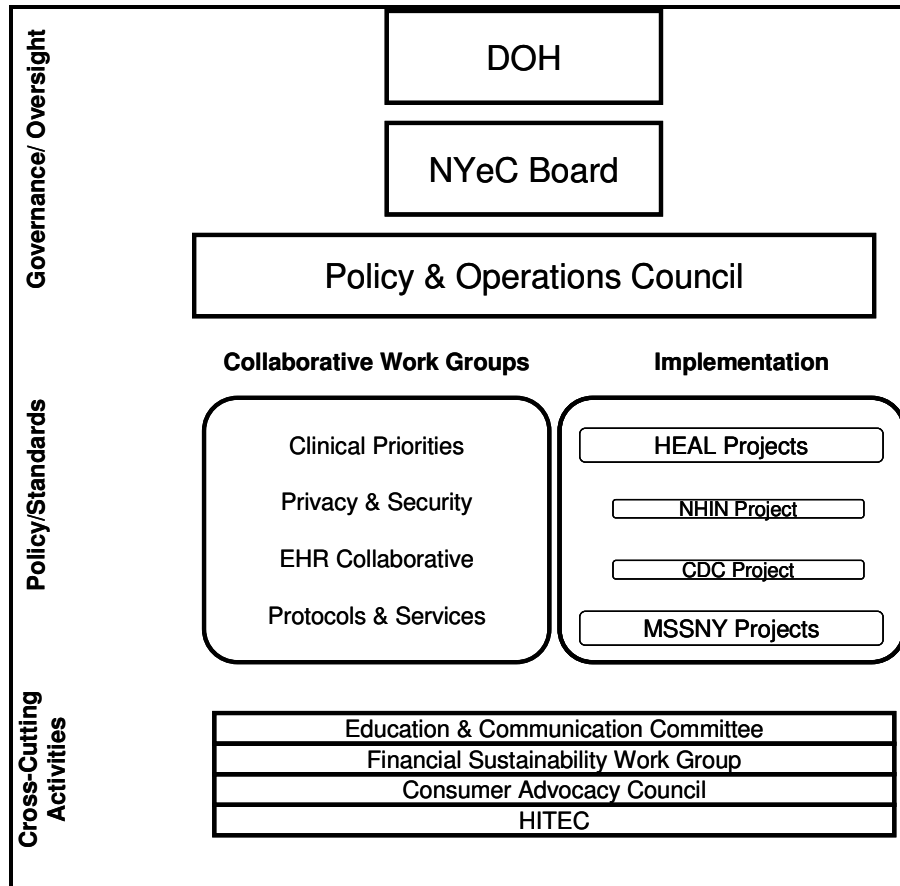 Governance/ Oversight
DOH
NYeC Board
Policy & Operations Council
Policy/Standards
Collaborative Work Groups
Clinical Priorities
Privacy & Security
EHR Collaborative
Protocols & Services
Implementation
HEAL Projects
NHIN Project
CDC Project
MSSNY Projects
Cross-Cutting
Activities
Education & Communication Committee
Financial Sustainability Work Group
Consumer Advocacy Council
HITEC